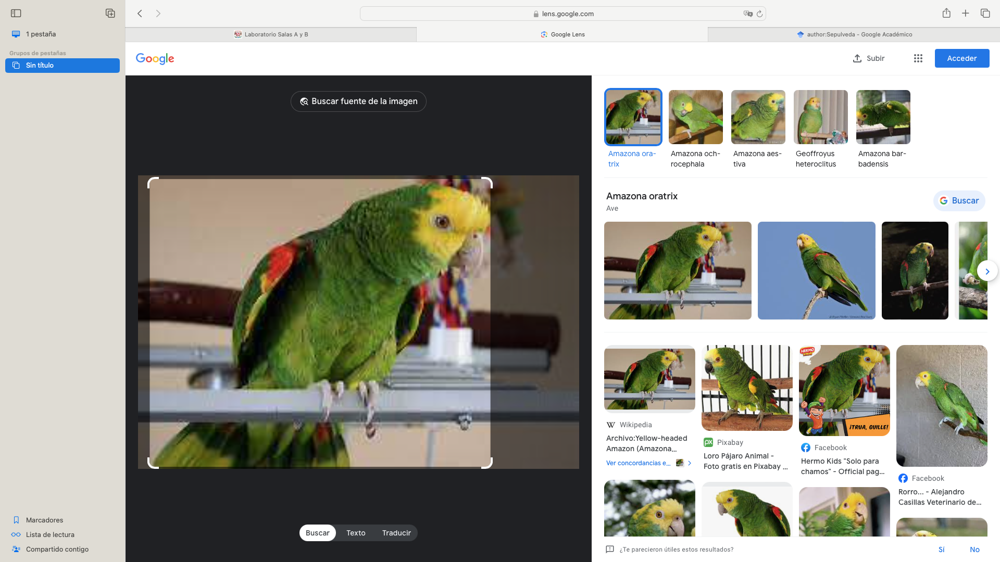 1 pestaña
Grupos de pestañas
Sin título
lens.google.com
Laboratorio Salas A y B
Google Lens
author:Sepulveda - Google Académico
Google
Subir
Acceder
Buscar fuente de la imagen
Amazona ora-
trix
Amazona och-
rocephala
Amazona aes-
tiva
Geoffroyus
heteroclitus
Amazona bar-
badensis
Amazona oratrix
Ave
Buscar
W Wikipedia
Archivo:Yellow-headed
Amazon (Amazona...
Ver concordancias e...
px Pixabay
Loro Pájaro Animal -
Foto gratis en Pixabay ...
HERMO
¡TRUA, GUILLE!
Facebook
Hermo Kids "Solo para
chamos" - Official pag...
Facebook
Rorro... - Alejandro
Casillas Veterinario de...
Buscar
Texto
Traducir
Marcadores
Lista de lectura
Compartido contigo
¿Te parecieron útiles estos resultados?
Sí
No